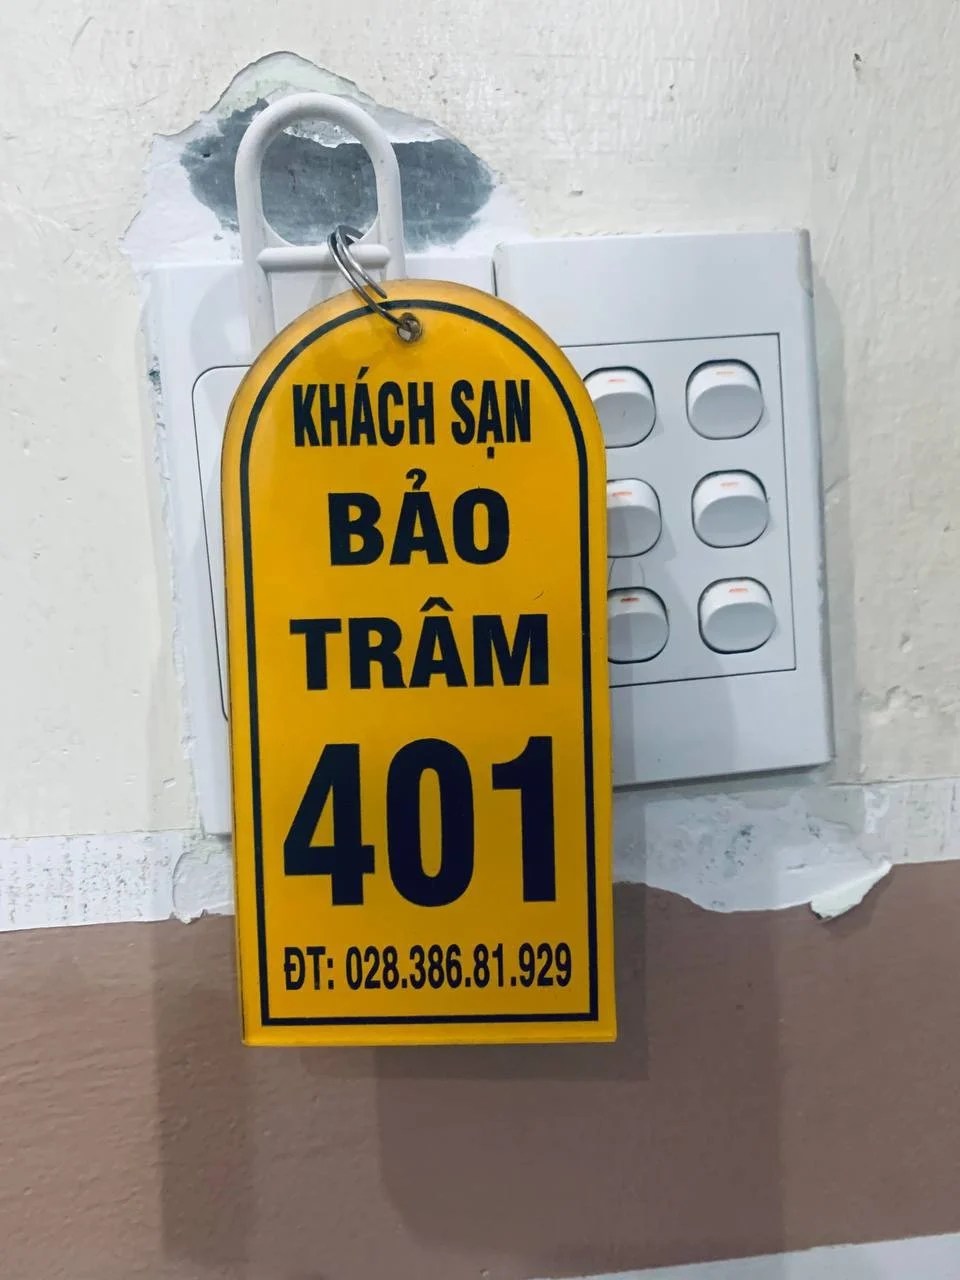 KHÁCH SẠN
BẢO
TRÂM
401
ĐT: 028.386.81.929